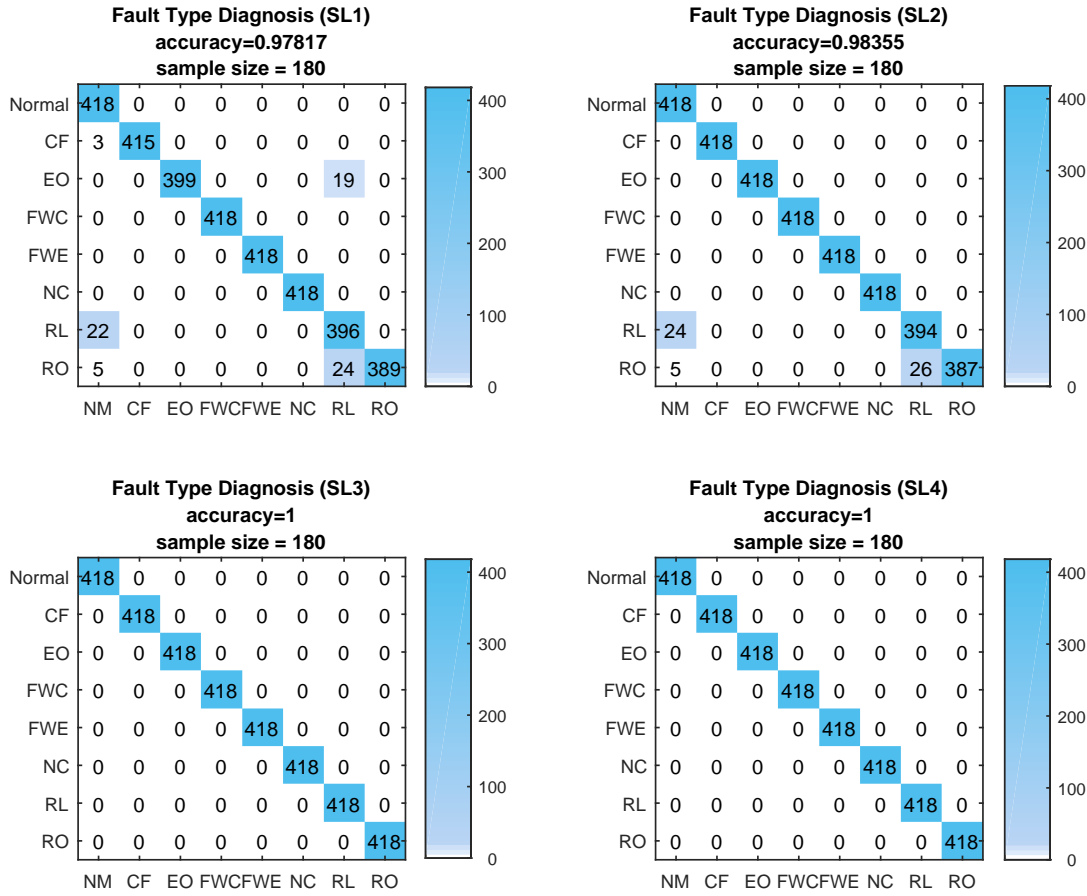 Fault Type Diagnosis (SL1)
accuracy=0.97817
sample size = 180
Normal 418 0 0 0 0 0 0 0
CF 3 415 0 0 0 0 0 0
EO 0 0 399 0 0 0 19 0
FWC 0 0 0 418 0 0 0 0
FWE 0 0 0 0 418 0 0 0
NC 0 0 0 0 0 418 0 0
RL 22 0 0 0 0 0 396 0
RO 5 0 0 0 0 0 24 389
NM CF EO FWC FWE NC RL RO
400
300
200
100
0
Fault Type Diagnosis (SL2)
accuracy=0.98355
sample size = 180
Normal 418 0 0 0 0 0 0 0
CF 0 418 0 0 0 0 0 0
EO 0 0 418 0 0 0 0 0
FWC 0 0 0 418 0 0 0 0
FWE 0 0 0 0 418 0 0 0
NC 0 0 0 0 0 418 0 0
RL 24 0 0 0 0 0 394 0
RO 5 0 0 0 0 0 26 387
NM CF EO FWC FWE NC RL RO
400
300
200
100
0
Fault Type Diagnosis (SL3)
accuracy=1
sample size = 180
Normal 418 0 0 0 0 0 0 0
CF 0 418 0 0 0 0 0 0
EO 0 0 418 0 0 0 0 0
FWC 0 0 0 418 0 0 0 0
FWE 0 0 0 0 418 0 0 0
NC 0 0 0 0 0 418 0 0
RL 0 0 0 0 0 0 418 0
RO 0 0 0 0 0 0 0 418
NM CF EO FWC FWE NC RL RO
400
300
200
100
0
Fault Type Diagnosis (SL4)
accuracy=1
sample size = 180
Normal 418 0 0 0 0 0 0 0
CF 0 418 0 0 0 0 0 0
EO 0 0 418 0 0 0 0 0
FWC 0 0 0 418 0 0 0 0
FWE 0 0 0 0 418 0 0 0
NC 0 0 0 0 0 418 0 0
RL 0 0 0 0 0 0 418 0
RO 0 0 0 0 0 0 0 418
NM CF EO FWC FWE NC RL RO
400
300
200
100
0